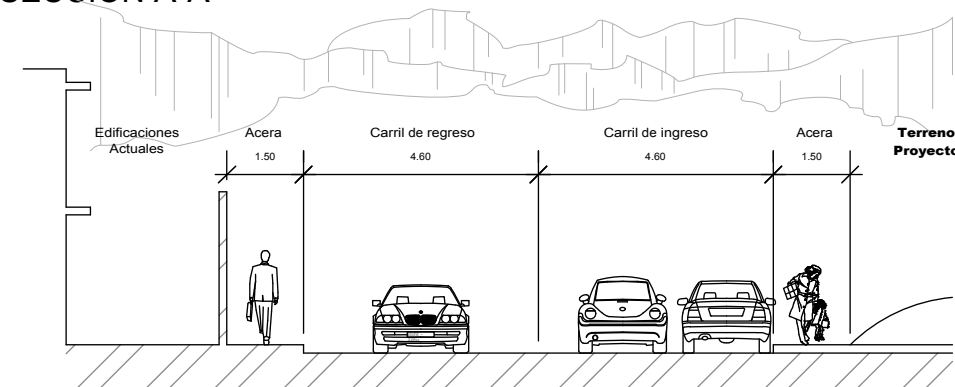 Edificaciones
Actuales
Acera
1.50
Carril de regreso
4.60
Carril de ingreso
4.60
Acera
1.50
Terreno
Proyecto